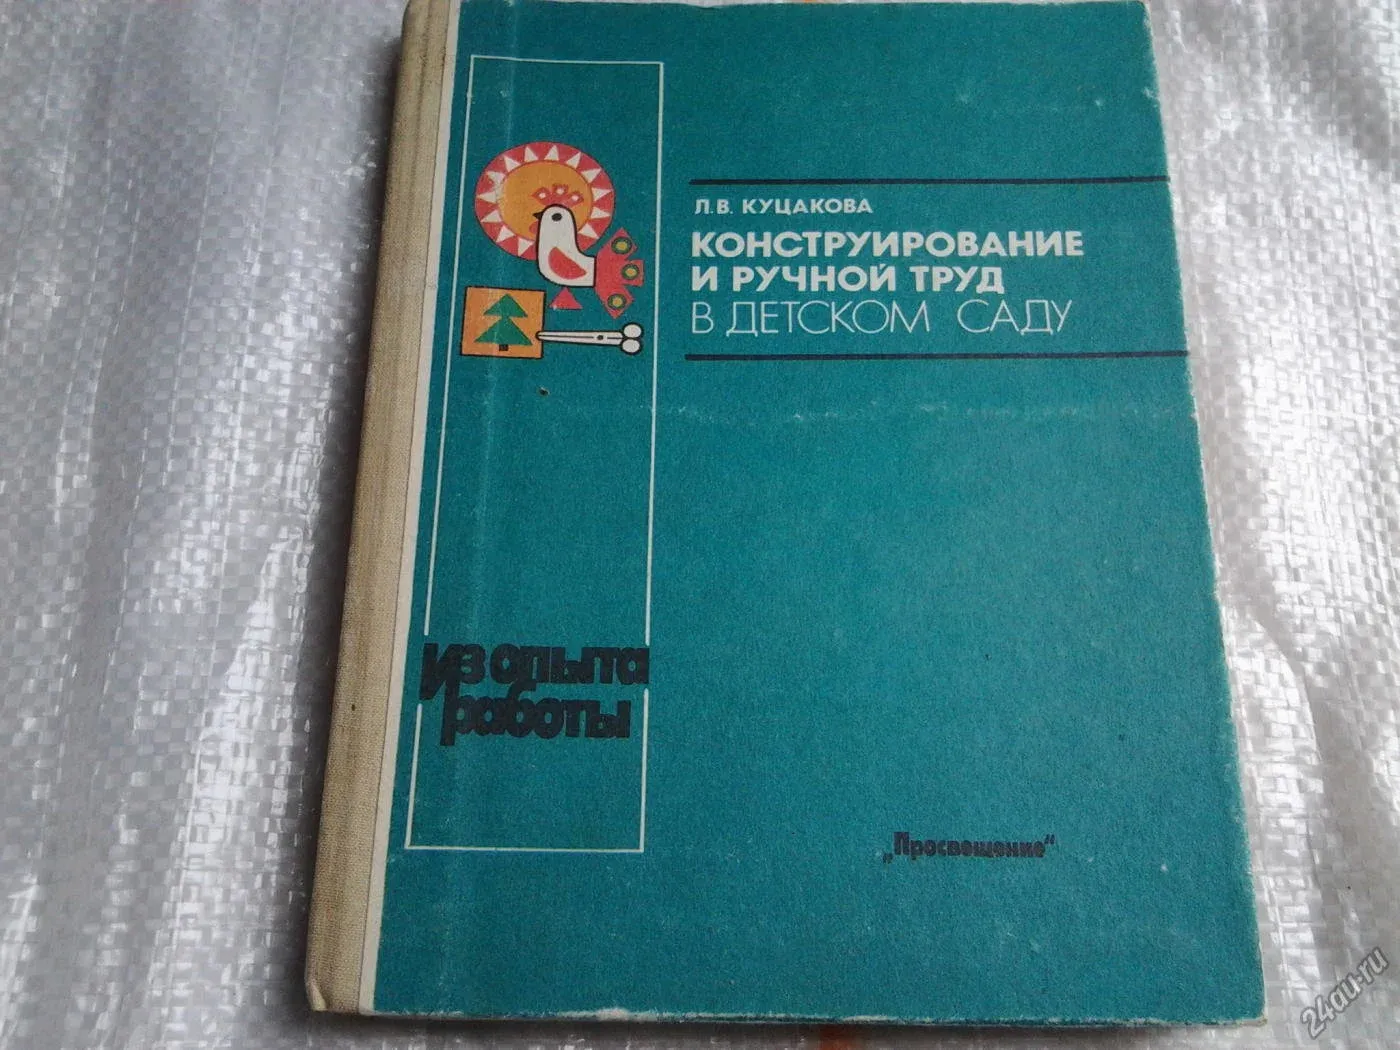 Л.В. КУЦАКОВА
КОНСТРУИРОВАНИЕ
И РУЧНОЙ ТРУД
В ДЕТСКОМ САДУ
из опыта
работы
„Просвещение“
24au.ru